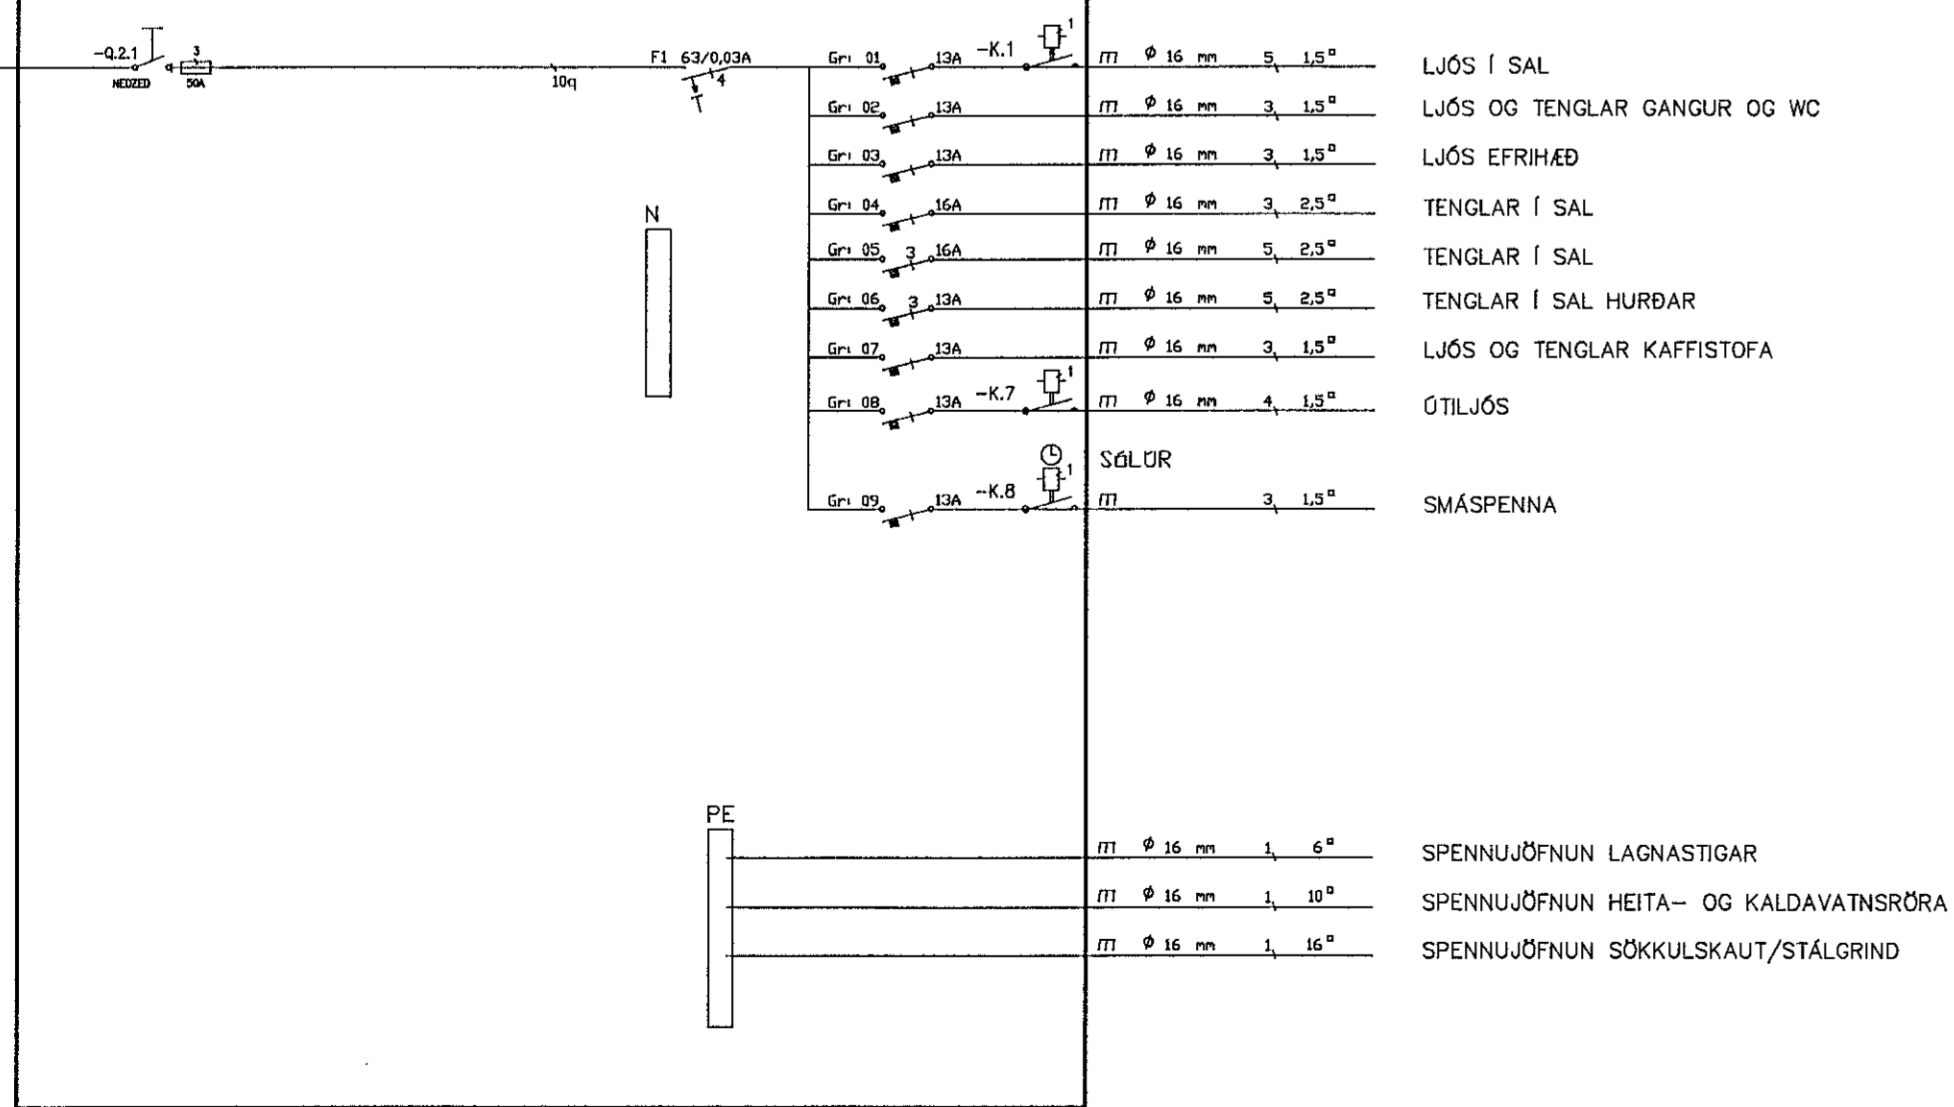 -Q.2.1 NEOZED 3 50A 10q F1 63/0,03A 4
Gr: 01 13A -K.1 1 m ø 16 mm 5 1,5▫ LJÓS Í SAL
Gr: 02 13A m ø 16 mm 3 1,5▫ LJÓS OG TENGLAR GANGUR OG WC
Gr: 03 13A m ø 16 mm 3 1,5▫ LJÓS EFRIHÆÐ
Gr: 04 16A m ø 16 mm 3 2,5▫ TENGLAR Í SAL
Gr: 05 3 16A m ø 16 mm 5 2,5▫ TENGLAR Í SAL
Gr: 06 3 13A m ø 16 mm 5 2,5▫ TENGLAR Í SAL HURÐAR
Gr: 07 13A m ø 16 mm 3 1,5▫ LJÓS OG TENGLAR KAFFISTOFA
Gr: 08 13A -K.7 1 m ø 16 mm 4 1,5▫ ÚTILJÓS
SÓLÚR
Gr: 09 13A -K.8 1 m 3 1,5▫ SMÁSPENNA
N
PE
m ø 16 mm 1 6▫ SPENNUJÖFNUN LAGNASTIGAR
m ø 16 mm 1 10▫ SPENNUJÖFNUN HEITA- OG KALDAVATNSRÖRA
m ø 16 mm 1 16▫ SPENNUJÖFNUN SÖKKULSKAUT/STÁLGRIND